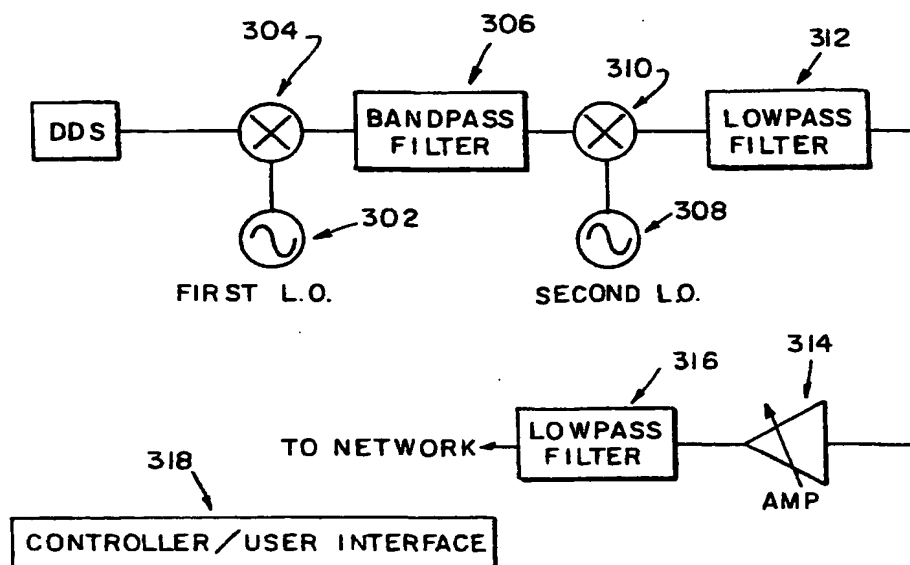 304
306
310
312
DDS
BANDPASS
FILTER
LOWPASS
FILTER
302
308
FIRST L.O.
SECOND L.O.
316
314
TO NETWORK
LOWPASS
FILTER
AMP
318
CONTROLLER/USER INTERFACE